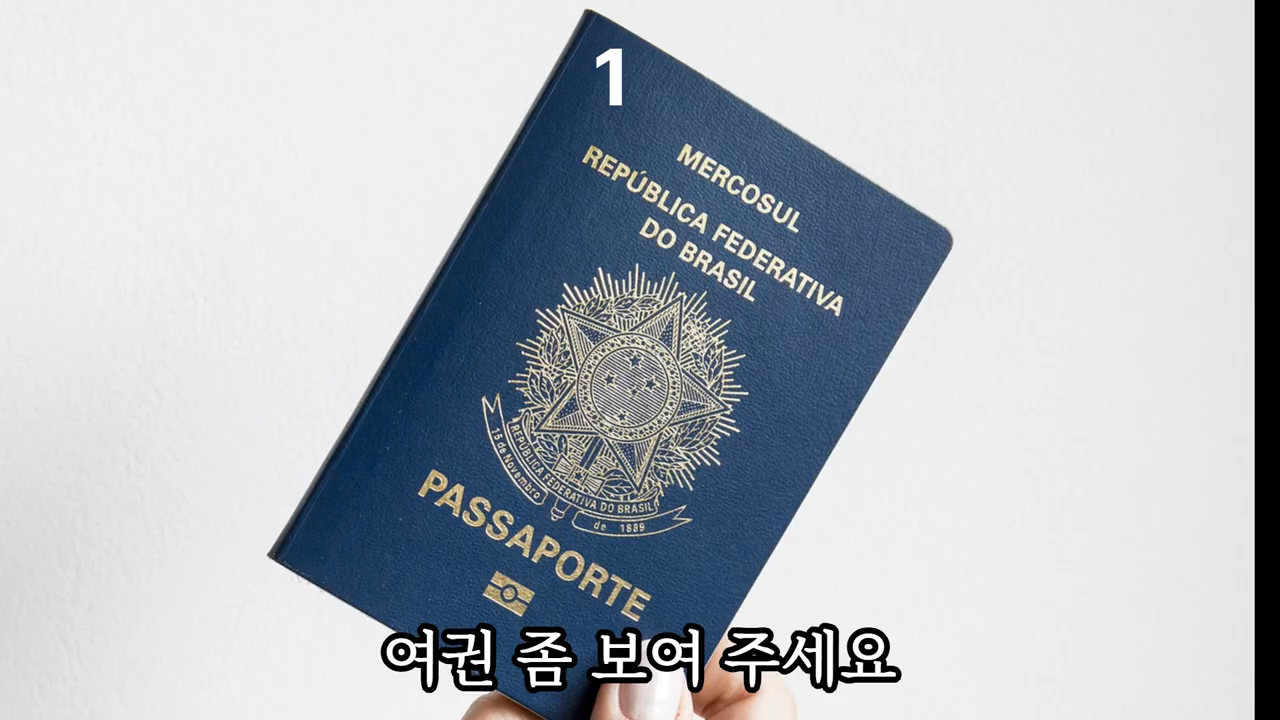 1
MERCOSUL
REPÚBLICA FEDERATIVA
DO BRASIL
REPÚBLICA FEDERATIVA DO BRASIL
15 de Novembro
de 1889
PASSAPORTE
여권 좀 보여 주세요